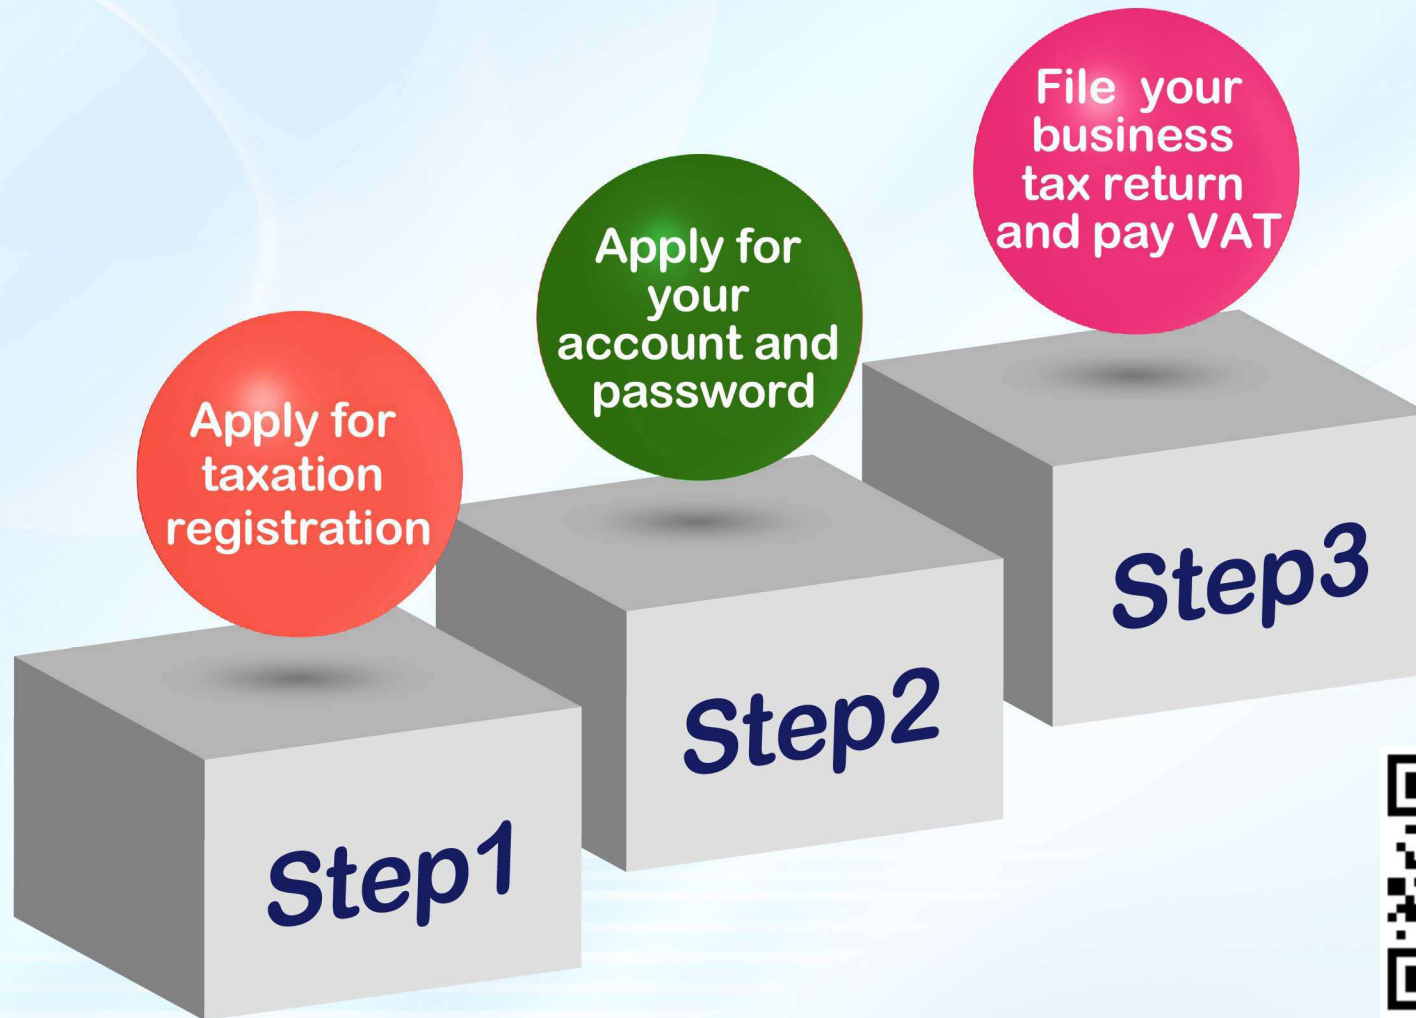 Apply for
taxation
registration
Step1
Apply for
your
account and
password
Step2
File your
business
tax return
and pay VAT
Step3